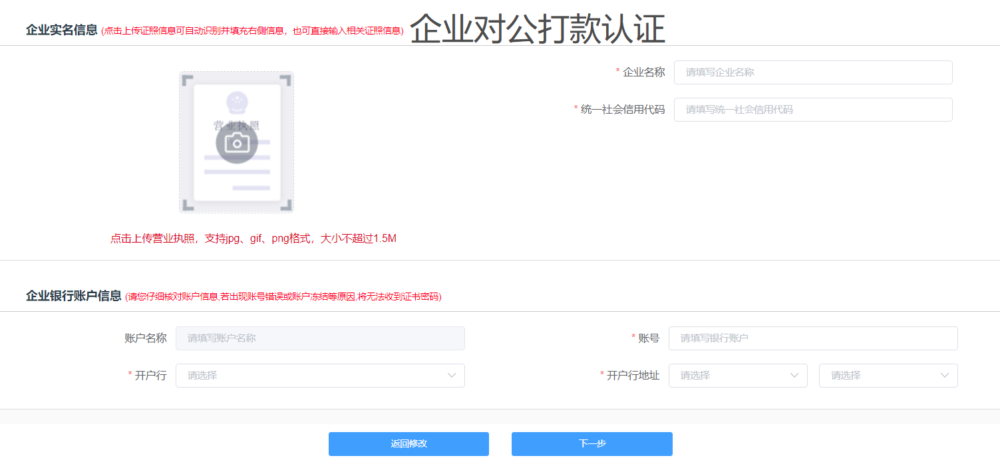 企业实名信息 (点击上传证照信息可自动识别并填充右侧信息，也可直接输入相关证照信息) 企业对公打款认证
* 企业名称 请填写企业名称
* 统一社会信用代码 请填写统一社会信用代码
营业执照
点击上传营业执照，支持jpg、gif、png格式，大小不超过1.5M
企业银行账户信息 (请您仔细核对账户信息,若出现账号错误或账户冻结等原因,将无法收到证书密码)
账户名称 请填写账户名称 * 账号 请填写银行账户
* 开户行 请选择 * 开户行地址 请选择 请选择
返回修改 下一步